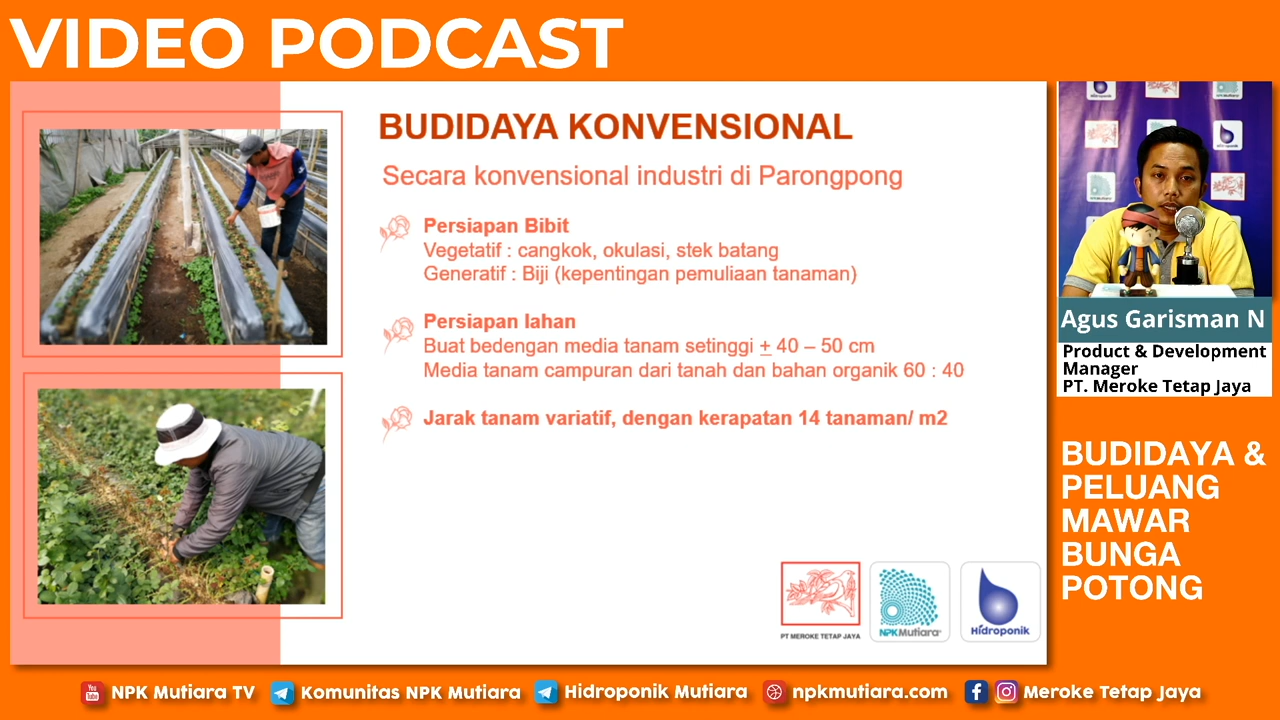 VIDEO PODCAST
BUDIDAYA KONVENSIONAL
Secara konvensional industri di Parongpong
Persiapan Bibit
Vegetatif : cangkok, okulasi, stek batang
Generatif : Biji (kepentingan pemuliaan tanaman)
Persiapan lahan
Buat bedengan media tanam setinggi ± 40 – 50 cm
Media tanam campuran dari tanah dan bahan organik 60 : 40
Jarak tanam variatif, dengan kerapatan 14 tanaman/ m2
PT MEROKE TETAP JAYA
NPKMutiara®
Hidroponik
NPKMutiara
Agus Garisman N
Product & Development
Manager
PT. Meroke Tetap Jaya
BUDIDAYA &
PELUANG
MAWAR
BUNGA
POTONG
You Tube
NPK Mutiara TV
Komunitas NPK Mutiara
Hidroponik Mutiara
npkmutiara.com
Meroke Tetap Jaya